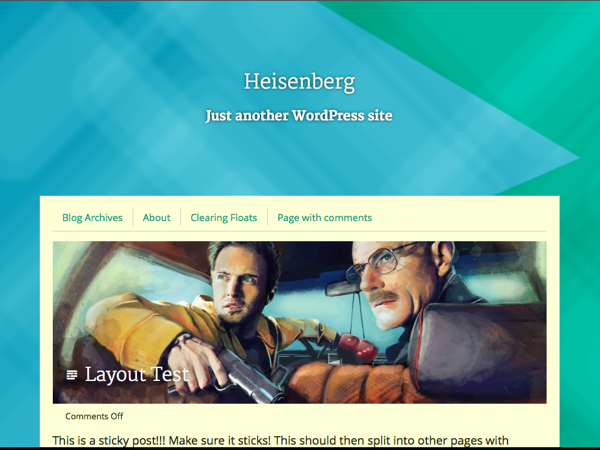 Heisenberg
Just another WordPress site
Blog Archives
About
Clearing Floats
Page with comments
Layout Test
Comments Off
This is a sticky post!!! Make sure it sticks! This should then split into other pages with